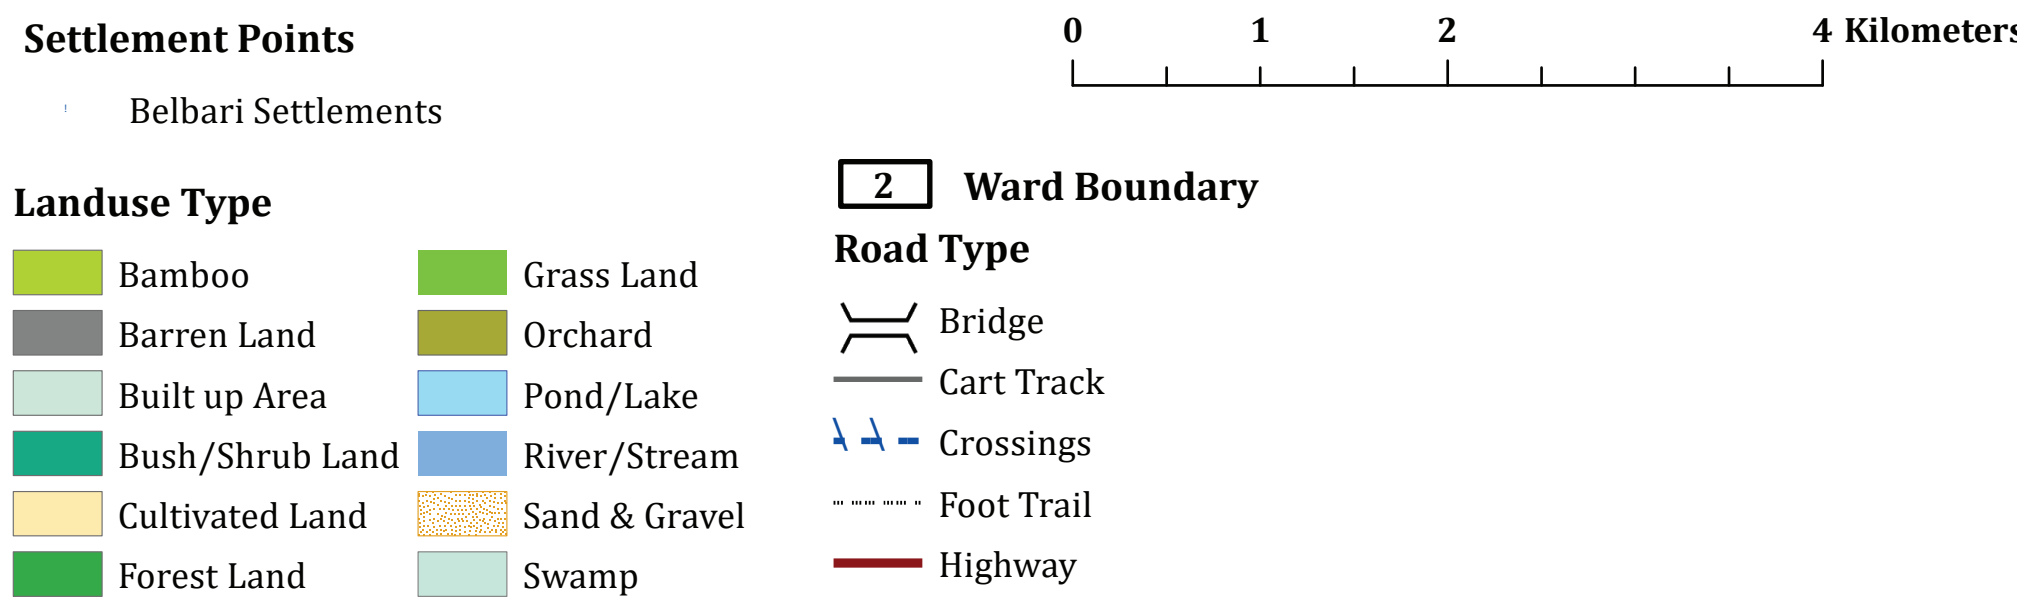 Settlement Points
Belbari Settlements
Landuse Type
Bamboo
Barren Land
Built up Area
Bush/Shrub Land
Cultivated Land
Forest Land
Grass Land
Orchard
Pond/Lake
River/Stream
Sand & Gravel
Swamp
0 1 2 4 Kilometers
2 Ward Boundary
Road Type
Bridge
Cart Track
Crossings
Foot Trail
Highway